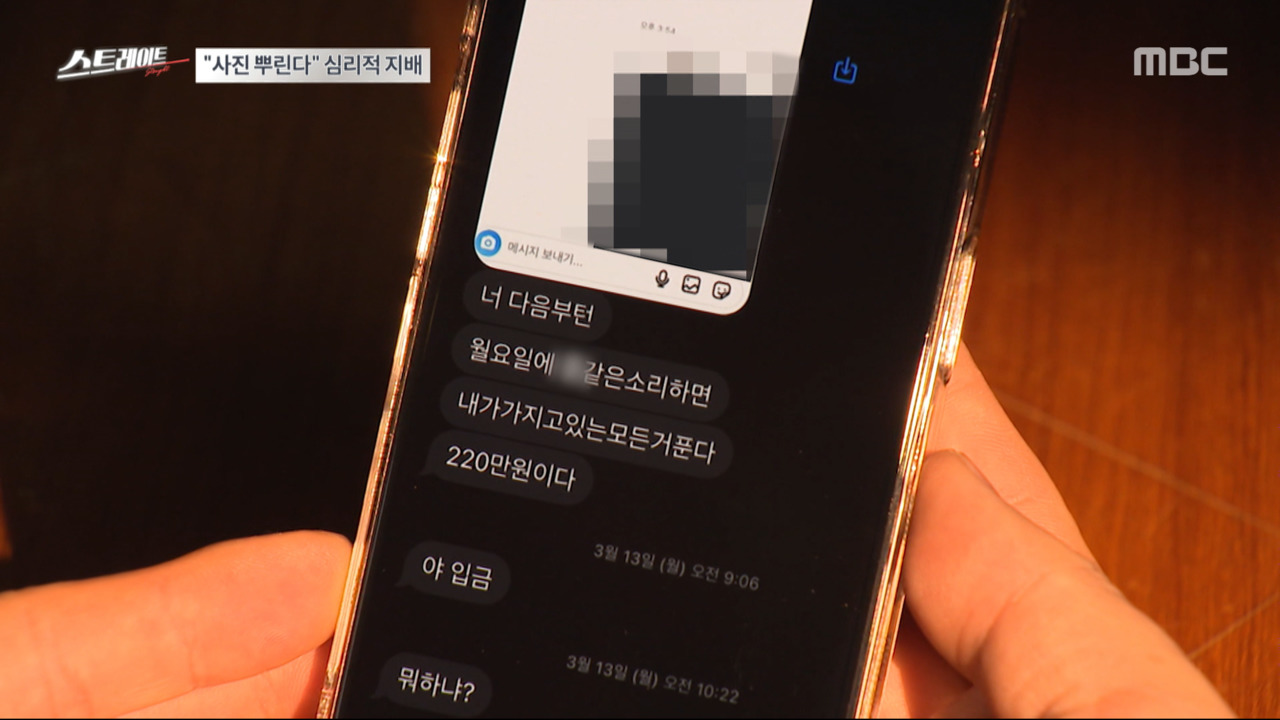 스트레이트
"사진 뿌린다" 심리적 지배
MBC
오후 3:54
메시지 보내기...
너 다음부턴
월요일에 같은소리하면
내가가지고있는모든거푼다
220만원이다
3월 13일 (월) 오전 9:06
야 입금
3월 13일 (월) 오전 10:22
뭐하냐?